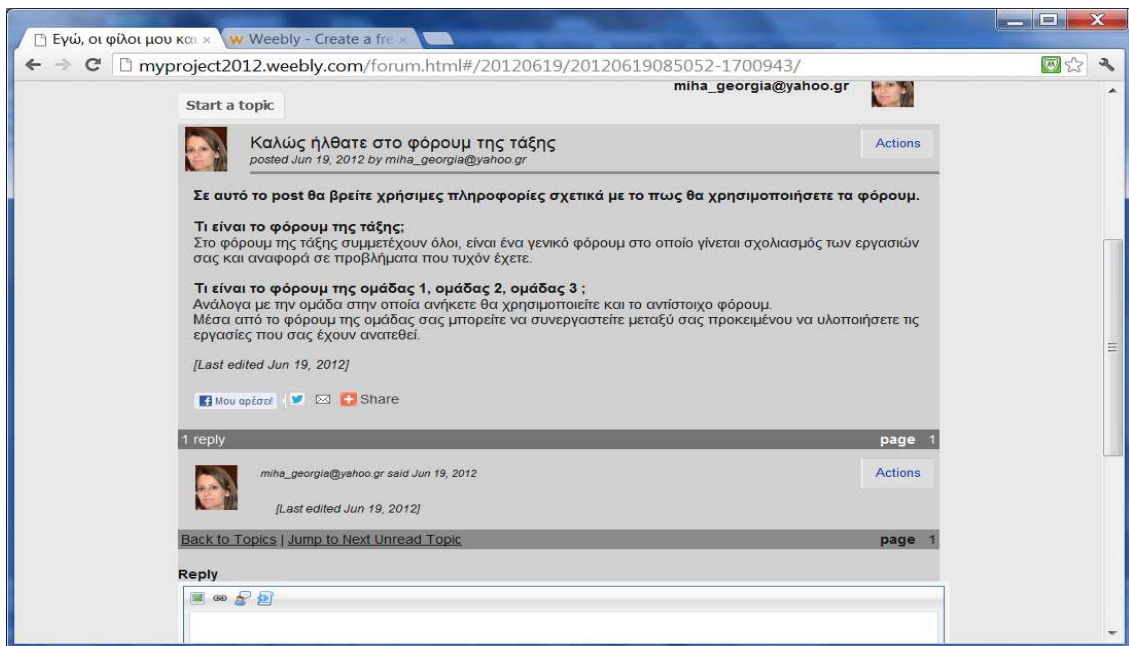 Εγώ, οι φίλοι μου και
Weebly - Create a fre
myproject2012.weebly.com/forum.html#/20120619/20120619085052-1700943/
miha_georgia@yahoo.gr
Start a topic
Καλώς ήλθατε στο φόρουμ της τάξης
Actions
posted Jun 19, 2012 by miha_georgia@yahoo.gr
Σε αυτό το post θα βρείτε χρήσιμες πληροφορίες σχετικά με το πως θα χρησιμοποιήσετε τα φόρουμ.
Τι είναι το φόρουμ της τάξης;
Στο φόρουμ της τάξης συμμετέχουν όλοι, είναι ένα γενικό φόρουμ στο οποίο γίνεται σχολιασμός των εργασιών
σας και αναφορά σε προβλήματα που τυχόν έχετε.
Τι είναι το φόρουμ της ομάδας 1, ομάδας 2, ομάδας 3 ;
Ανάλογα με την ομάδα στην οποία ανήκετε θα χρησιμοποιείτε και το αντίστοιχο φόρουμ.
Μέσα από το φόρουμ της ομάδας σας μπορείτε να συνεργαστείτε μεταξύ σας προκειμένου να υλοποιήσετε τις
εργασίες που σας έχουν ανατεθεί.
[Last edited Jun 19, 2012]
Μου αρέσει! Share
1 reply page 1
miha_georgia@yahoo.gr said Jun 19, 2012
Actions
[Last edited Jun 19, 2012]
Back to Topics | Jump to Next Unread Topic page 1
Reply